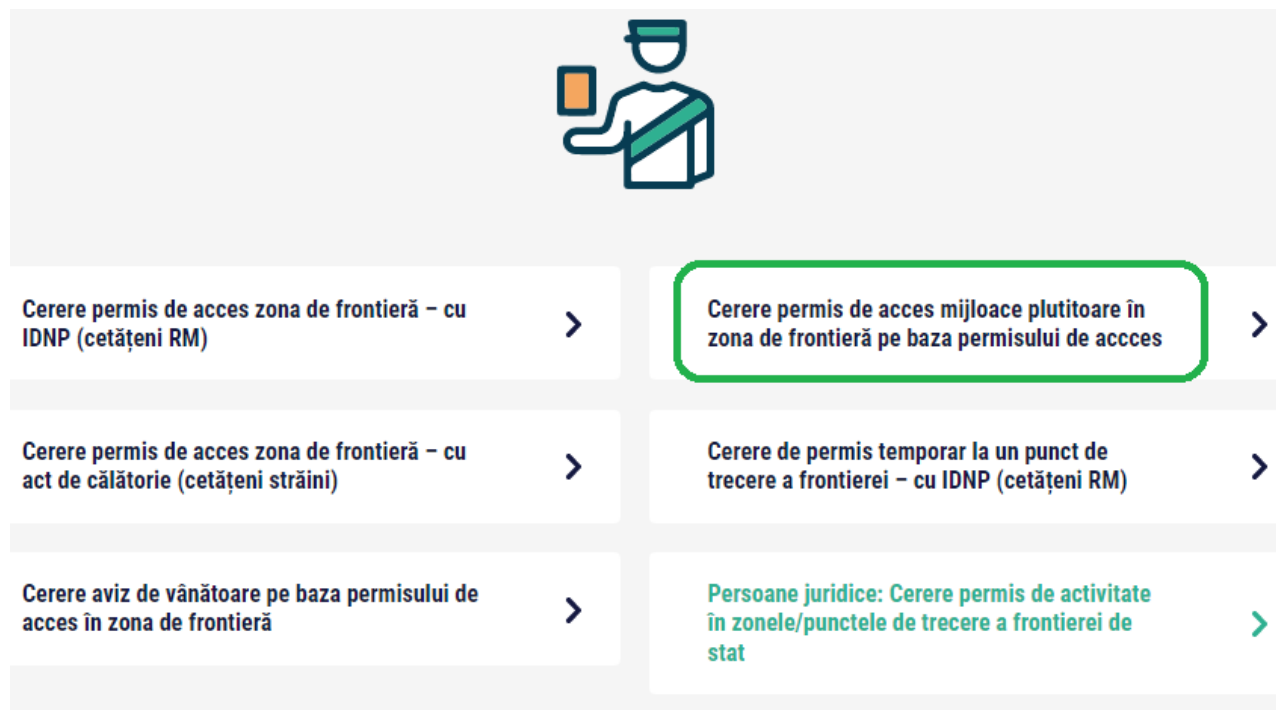 Cerere permis de acces zona de frontieră – cu
IDNP (cetățeni RM)
Cerere permis de acces mijloace plutitoare în
zona de frontieră pe baza permisului de accces
Cerere permis de acces zona de frontieră – cu
act de călătorie (cetățeni străini)
Cerere de permis temporar la un punct de
trecere a frontierei – cu IDNP (cetățeni RM)
Cerere aviz de vânătoare pe baza permisului de
acces în zona de frontieră
Persoane juridice: Cerere permis de activitate
în zonele/punctele de trecere a frontierei de
stat